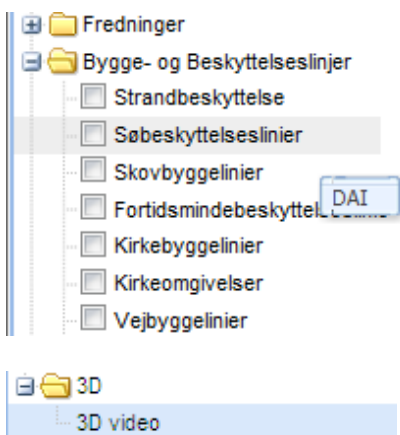 Fredninger
Bygge- og Beskyttelseslinjer
Strandbeskyttelse
Søbeskyttelseslinier
Skovbyggelinier
DAI
Kirkebyggelinier
Kirkeomgivelser
Vejbyggelinier
3D
3D video